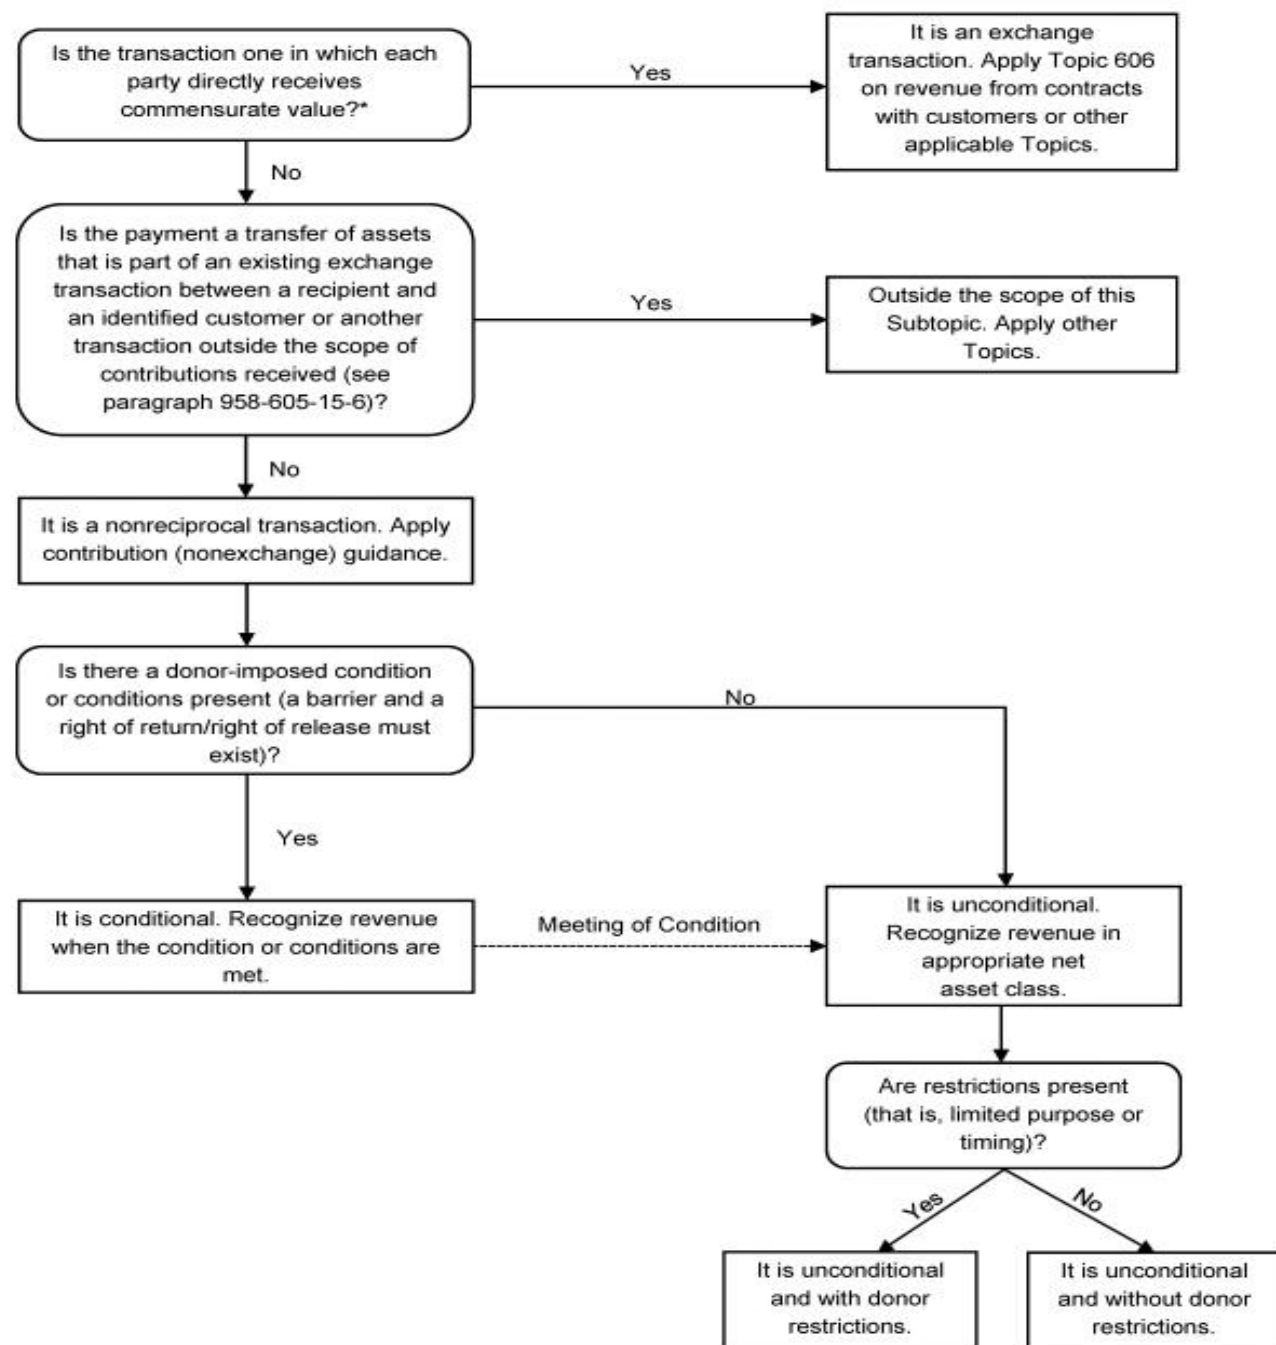 Is the transaction one in which each
party directly receives
commensurate value?*
Yes
It is an exchange
transaction. Apply Topic 606
on revenue from contracts
with customers or other
applicable Topics.
No
Is the payment a transfer of assets
that is part of an existing exchange
transaction between a recipient and
an identified customer or another
transaction outside the scope of
contributions received (see
paragraph 958-605-15-6)?
Yes
Outside the scope of this
Subtopic. Apply other
Topics.
No
It is a nonreciprocal transaction. Apply
contribution (nonexchange) guidance.
Is there a donor-imposed condition
or conditions present (a barrier and a
right of return/right of release must
exist)?
No
Yes
It is conditional. Recognize revenue
when the condition or conditions are
met.
Meeting of Condition
It is unconditional.
Recognize revenue in
appropriate net
asset class.
Are restrictions present
(that is, limited purpose or
timing)?
Yes
No
It is unconditional
and with donor
restrictions.
It is unconditional
and without donor
restrictions.